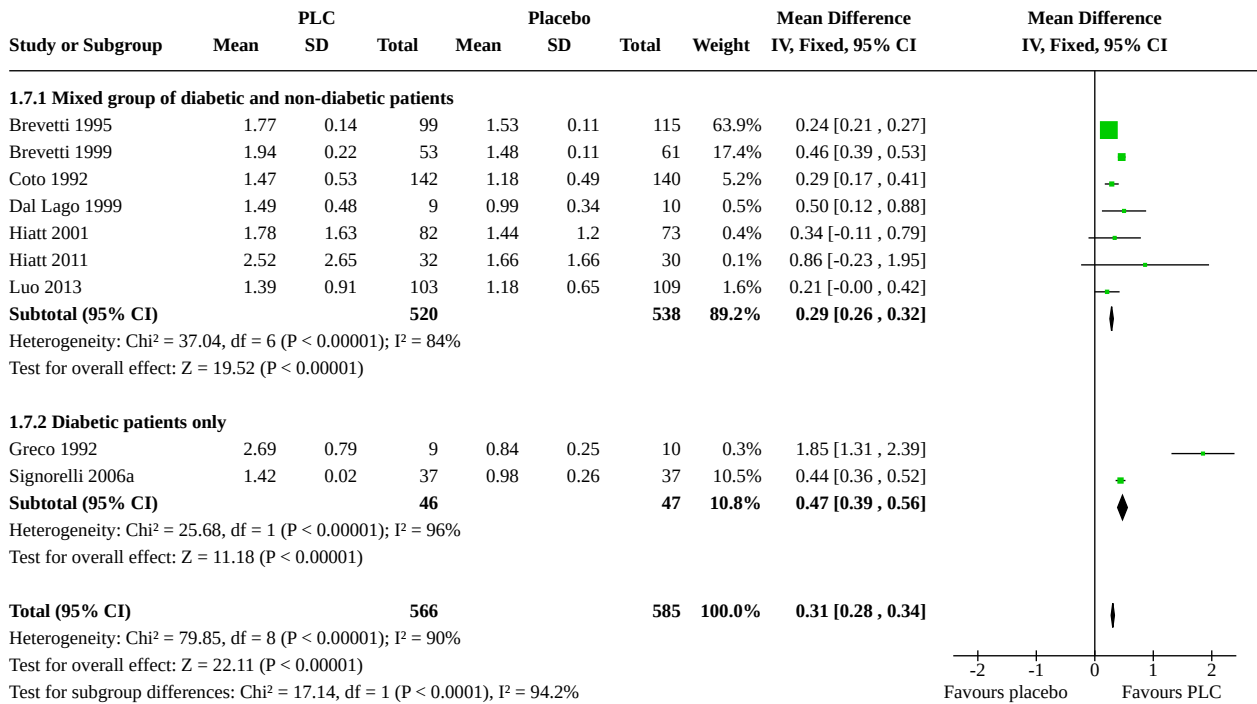 PLC Placebo Mean Difference Mean Difference
Study or Subgroup Mean SD Total Mean SD Total Weight IV, Fixed, 95% CI IV, Fixed, 95% CI
1.7.1 Mixed group of diabetic and non-diabetic patients
Brevetti 1995 1.77 0.14 99 1.53 0.11 115 63.9% 0.24 [0.21 , 0.27]
Brevetti 1999 1.94 0.22 53 1.48 0.11 61 17.4% 0.46 [0.39 , 0.53]
Coto 1992 1.47 0.53 142 1.18 0.49 140 5.2% 0.29 [0.17 , 0.41]
Dal Lago 1999 1.49 0.48 9 0.99 0.34 10 0.5% 0.50 [0.12 , 0.88]
Hiatt 2001 1.78 1.63 82 1.44 1.2 73 0.4% 0.34 [-0.11 , 0.79]
Hiatt 2011 2.52 2.65 32 1.66 1.66 30 0.1% 0.86 [-0.23 , 1.95]
Luo 2013 1.39 0.91 103 1.18 0.65 109 1.6% 0.21 [-0.00 , 0.42]
Subtotal (95% CI) 520 538 89.2% 0.29 [0.26 , 0.32]
Heterogeneity: Chi² = 37.04, df = 6 (P < 0.00001); I² = 84%
Test for overall effect: Z = 19.52 (P < 0.00001)
1.7.2 Diabetic patients only
Greco 1992 2.69 0.79 9 0.84 0.25 10 0.3% 1.85 [1.31 , 2.39]
Signorelli 2006a 1.42 0.02 37 0.98 0.26 37 10.5% 0.44 [0.36 , 0.52]
Subtotal (95% CI) 46 47 10.8% 0.47 [0.39 , 0.56]
Heterogeneity: Chi² = 25.68, df = 1 (P < 0.00001); I² = 96%
Test for overall effect: Z = 11.18 (P < 0.00001)
Total (95% CI) 566 585 100.0% 0.31 [0.28 , 0.34]
Heterogeneity: Chi² = 79.85, df = 8 (P < 0.00001); I² = 90%
Test for overall effect: Z = 22.11 (P < 0.00001)
-2 -1 0 1 2
Test for subgroup differences: Chi² = 17.14, df = 1 (P < 0.0001), I² = 94.2%
Favours placebo Favours PLC